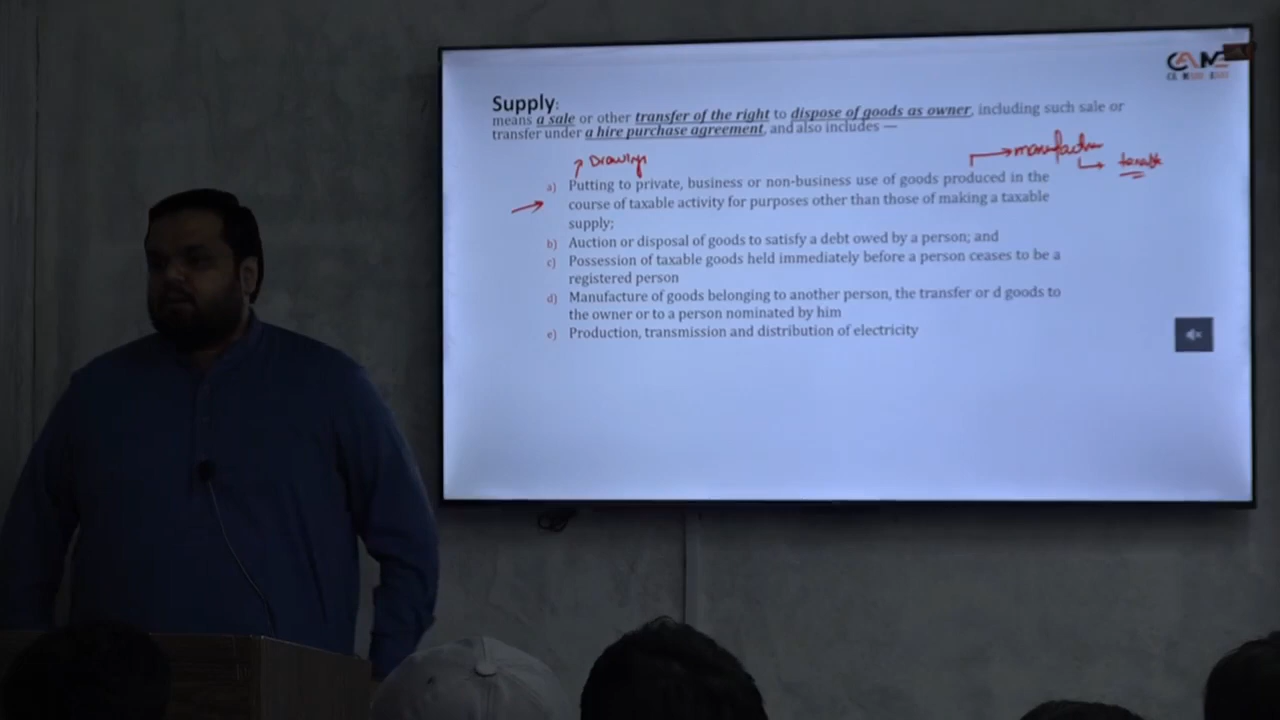 Supply:
means a sale or other transfer of the right to dispose of goods as owner, including such sale or
transfer under a hire purchase agreement, and also includes —
Drawings
manufacture
taxable
a) Putting to private, business or non-business use of goods produced in the
course of taxable activity for purposes other than those of making a taxable
supply;
b) Auction or disposal of goods to satisfy a debt owed by a person; and
c) Possession of taxable goods held immediately before a person ceases to be a
registered person
d) Manufacture of goods belonging to another person, the transfer or d goods to
the owner or to a person nominated by him
e) Production, transmission and distribution of electricity